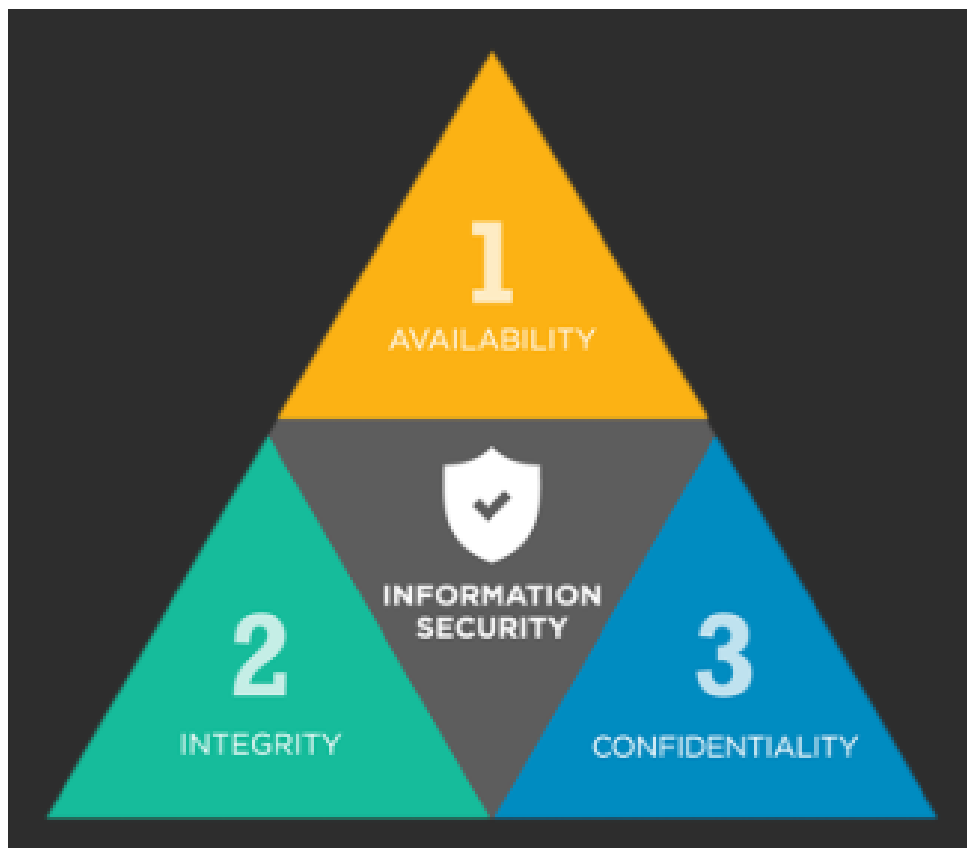 1
AVAILABILITY
INFORMATION
SECURITY
2
INTEGRITY
3
CONFIDENTIALITY